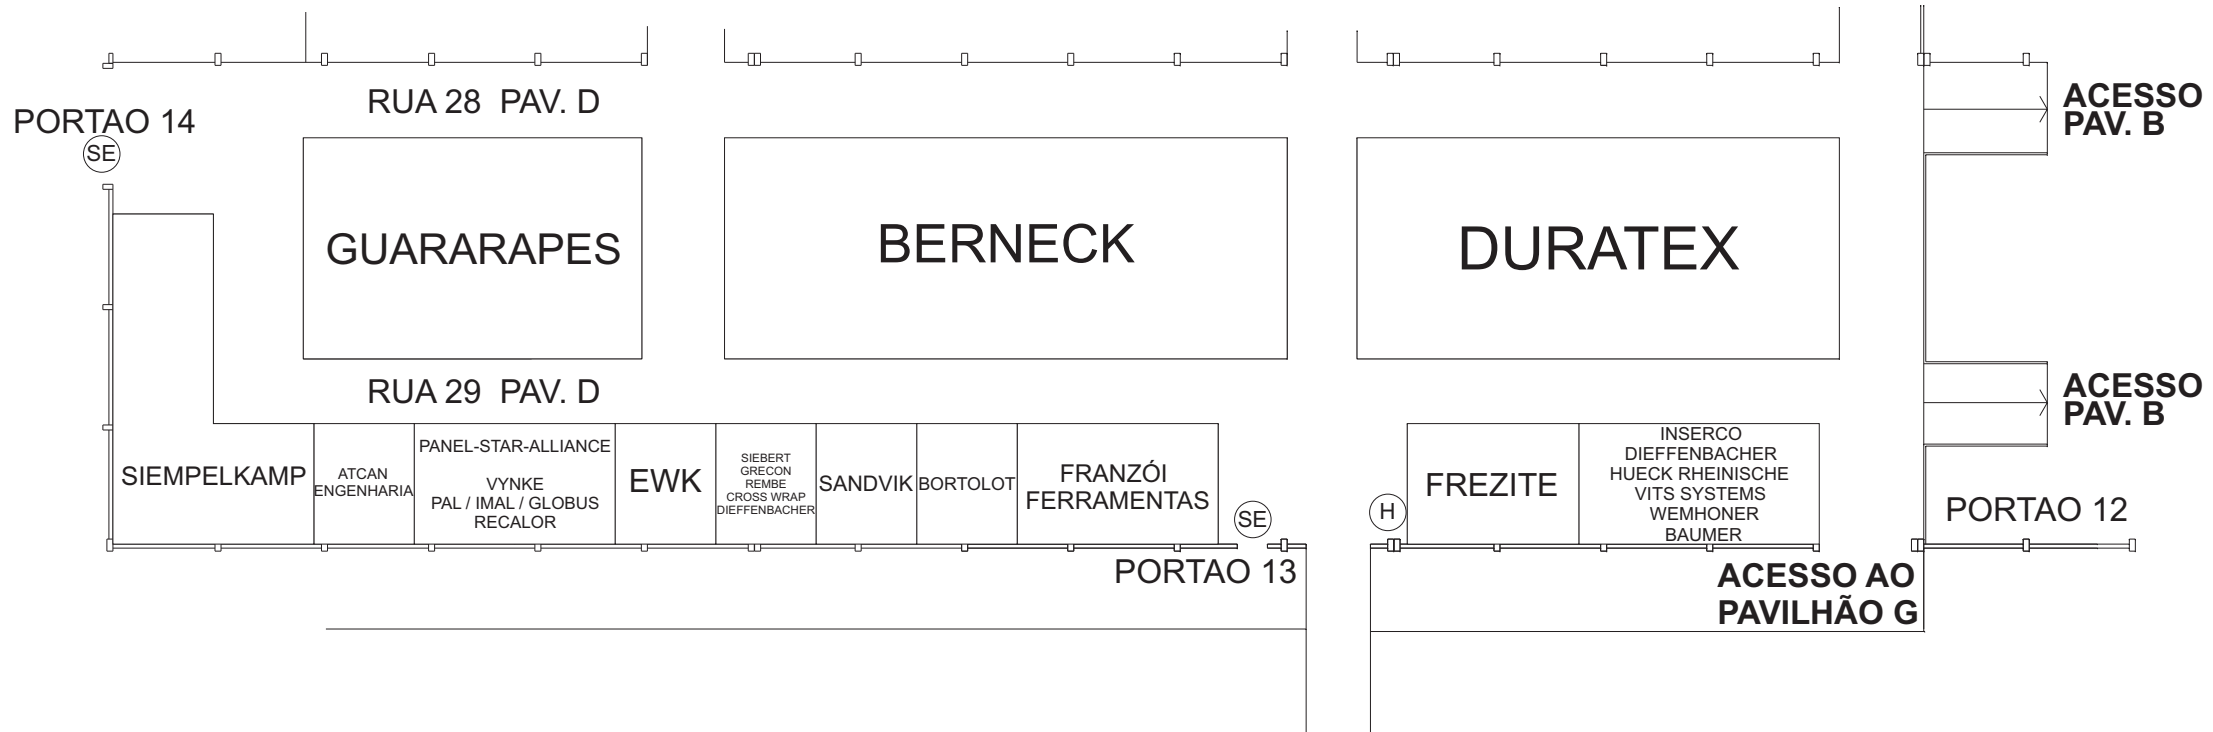 PORTAO 14
SE
RUA 28 PAV. D
ACESSO
PAV. B
GUARARAPES
BERNECK
DURATEX
RUA 29 PAV. D
ACESSO
PAV. B
SIEMPELKAMP
ATCAN
ENGENHARIA
PANEL-STAR-ALLIANCE
VYNKE
PAL / IMAL / GLOBUS
RECALOR
EWK
SIEBERT
GRECON
REMBE
CROSS WRAP
DIEFFENBACHER
SANDVIK
BORTOLOT
FRANZÓI
FERRAMENTAS
SE
PORTAO 13
H
FREZITE
INSERCO
DIEFFENBACHER
HUECK RHEINISCHE
VITS SYSTEMS
WEMHONER
BAUMER
PORTAO 12
ACESSO AO
PAVILHÃO G